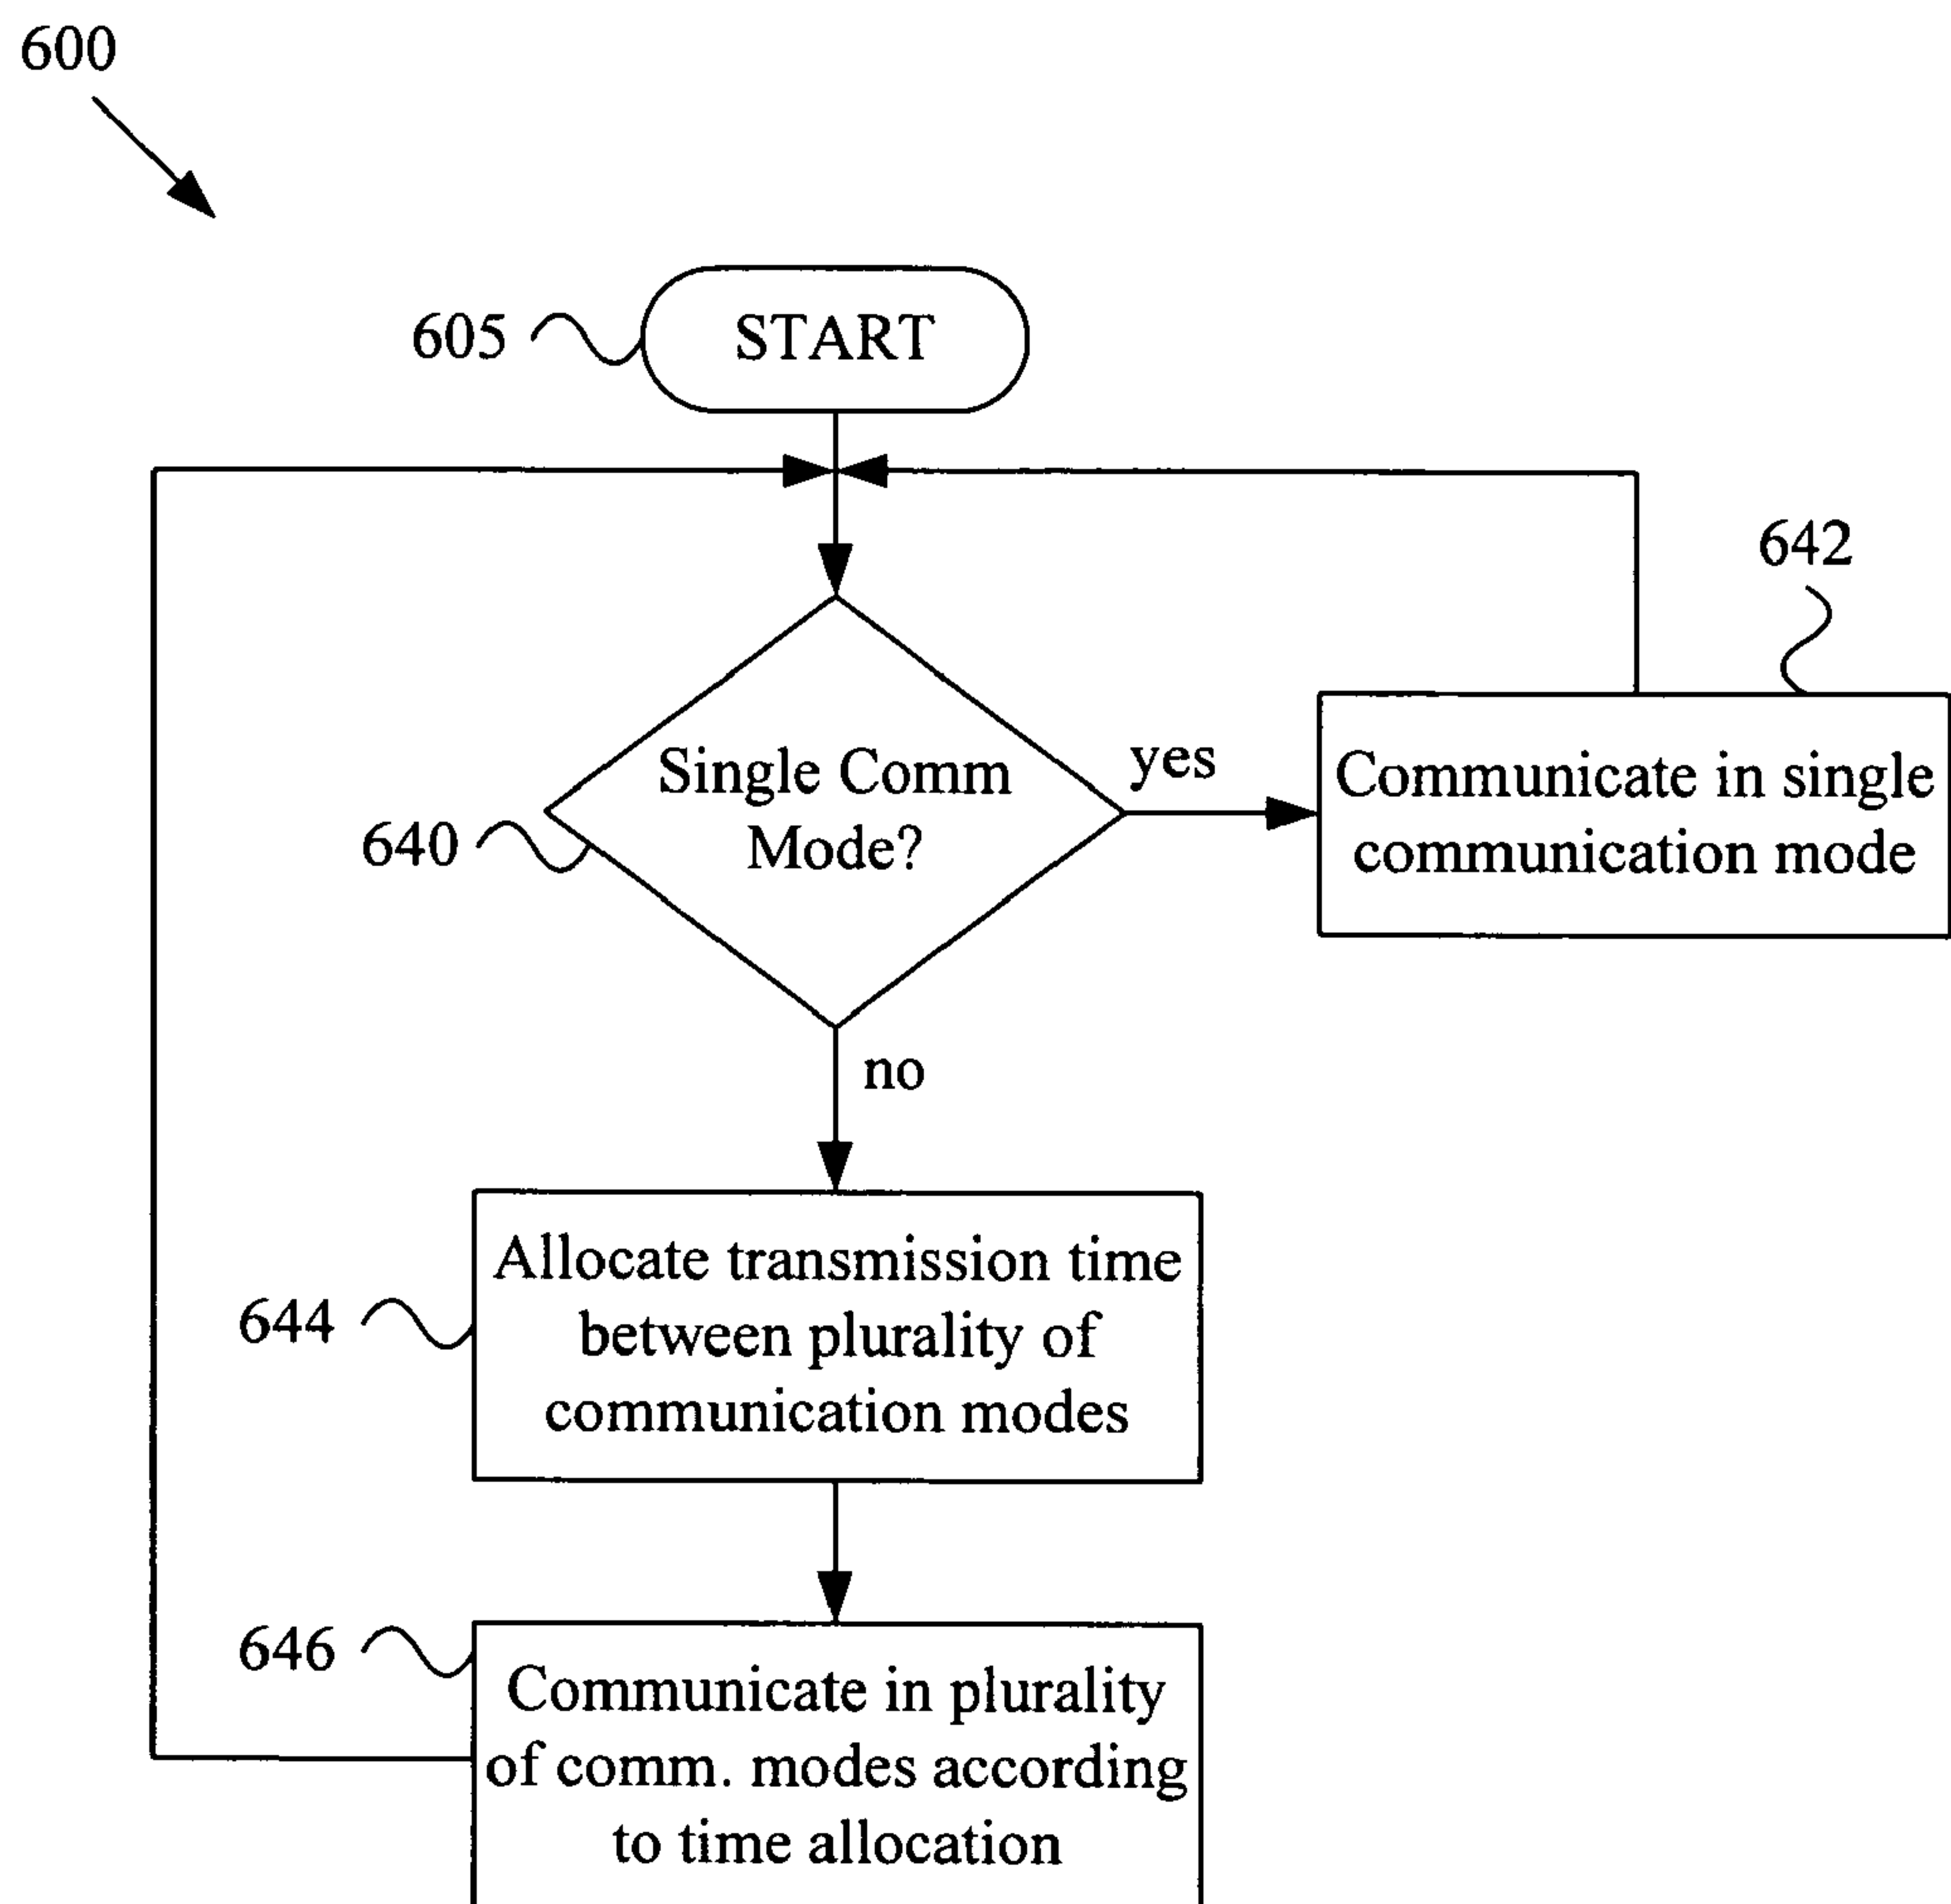 600
605
START
642
Single Comm
Mode?
640
yes
Communicate in single
communication mode
no
644
Allocate transmission time
between plurality of
communication modes
646
Communicate in plurality
of comm. modes according
to time allocation